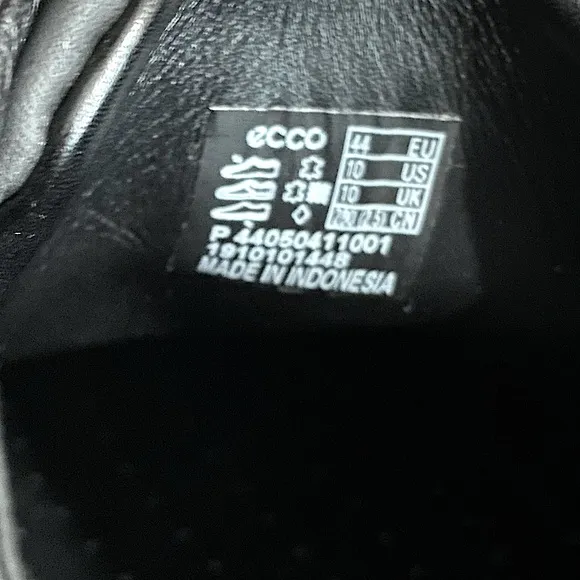 ecco
44 EU
10 US
10 UK
P 44050411001
1910101448
MADE IN INDONESIA